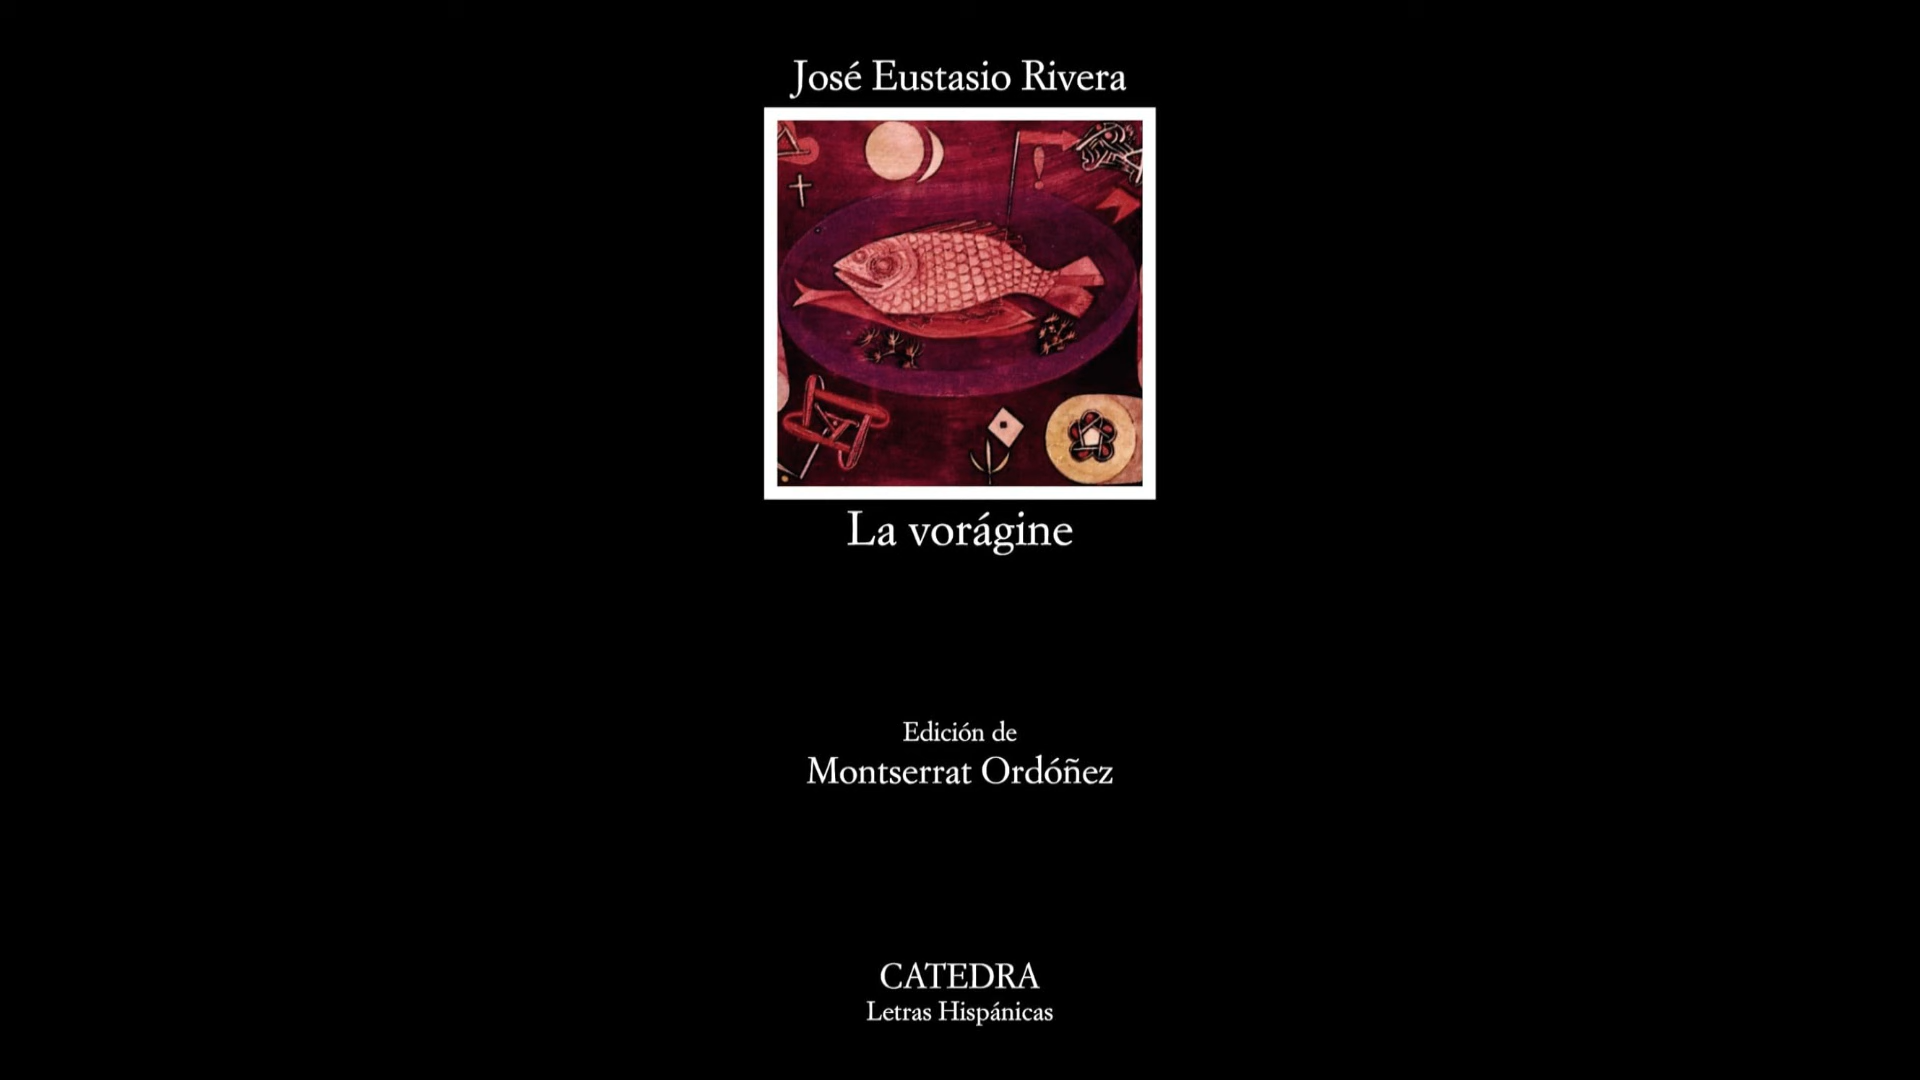 José Eustasio Rivera
La vorágine
Edición de
Montserrat Ordóñez
CATEDRA
Letras Hispánicas